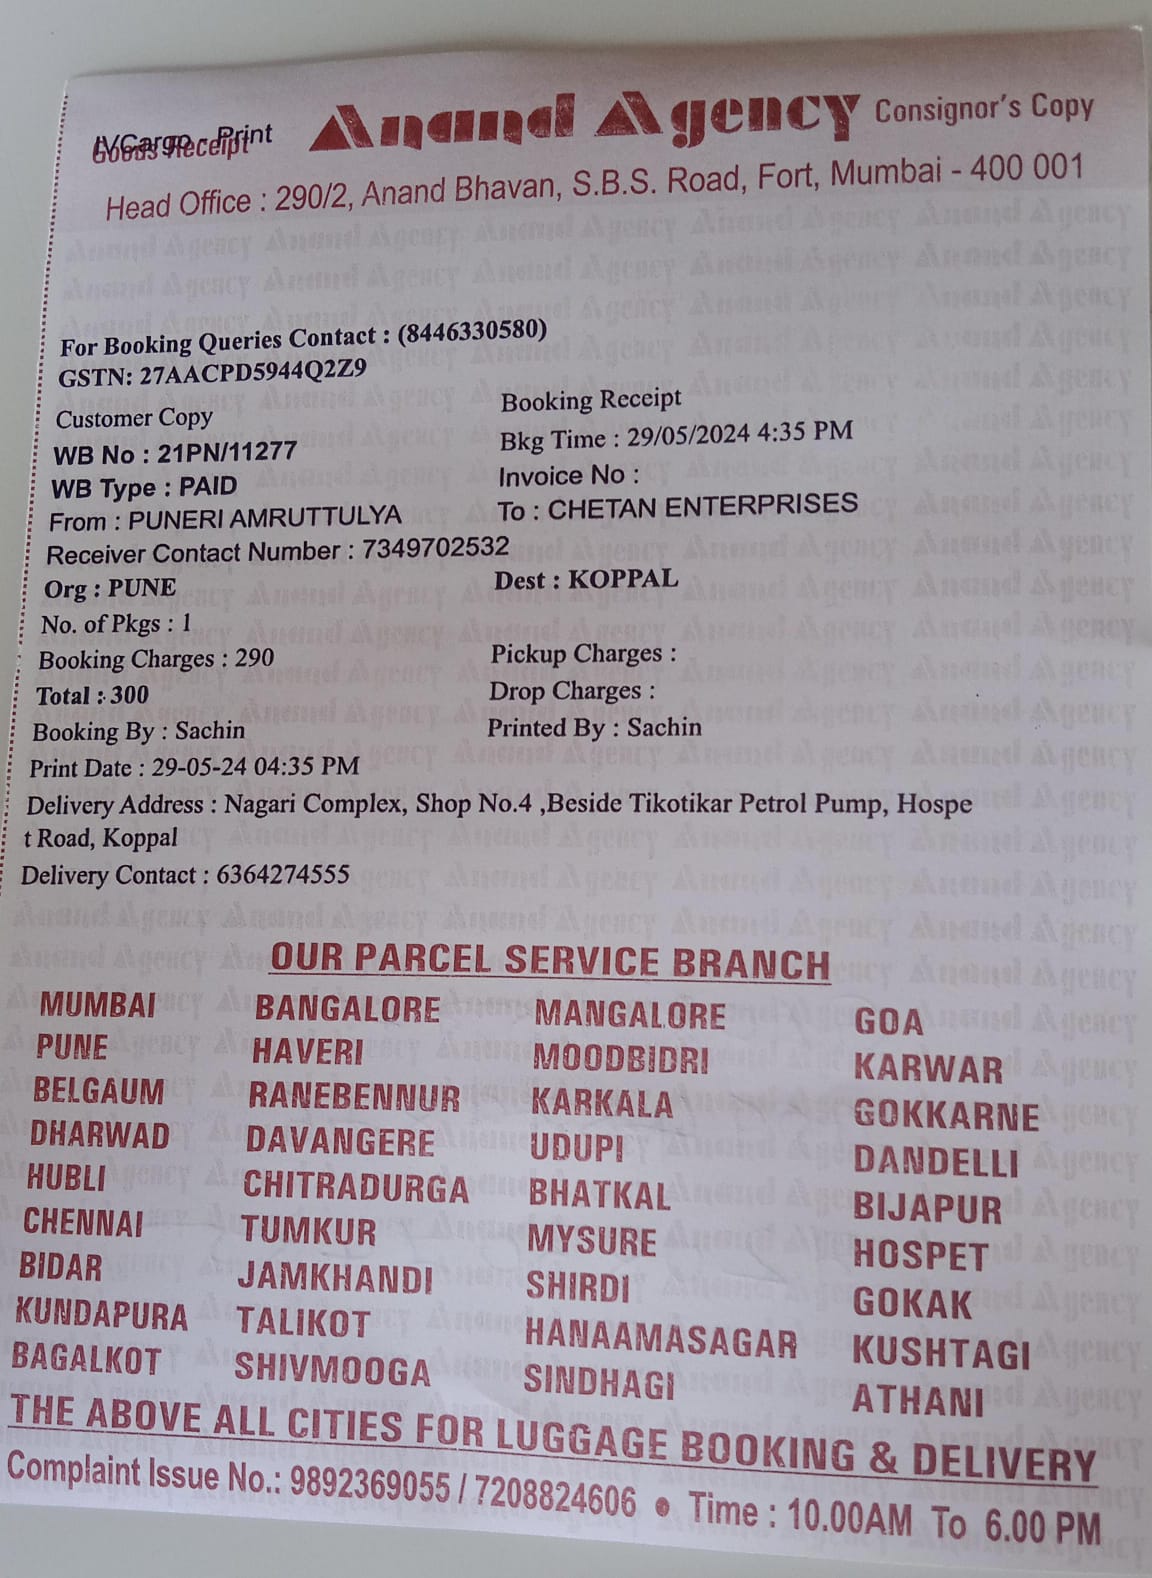 Anand Agency Consignor's Copy
IVCargo Print
Goods Receipt
Head Office : 290/2, Anand Bhavan, S.B.S. Road, Fort, Mumbai - 400 001
For Booking Queries Contact : (8446330580)
GSTN: 27AACPD5944Q2Z9
Customer Copy Booking Receipt
WB No : 21PN/11277 Bkg Time : 29/05/2024 4:35 PM
WB Type : PAID Invoice No :
From : PUNERI AMRUTTULYA To : CHETAN ENTERPRISES
Receiver Contact Number : 7349702532
Org : PUNE Dest : KOPPAL
No. of Pkgs : 1
Booking Charges : 290 Pickup Charges :
Total : 300 Drop Charges :
Booking By : Sachin Printed By : Sachin
Print Date : 29-05-24 04:35 PM
Delivery Address : Nagari Complex, Shop No.4 ,Beside Tikotikar Petrol Pump, Hospe
t Road, Koppal
Delivery Contact : 6364274555
OUR PARCEL SERVICE BRANCH
MUMBAI BANGALORE MANGALORE GOA
PUNE HAVERI MOODBIDRI KARWAR
BELGAUM RANEBENNUR KARKALA GOKKARNE
DHARWAD DAVANGERE UDUPI DANDELLI
HUBLI CHITRADURGA BHATKAL BIJAPUR
CHENNAI TUMKUR MYSURE HOSPET
BIDAR JAMKHANDI SHIRDI GOKAK
KUNDAPURA TALIKOT HANAAMASAGAR KUSHTAGI
BAGALKOT SHIVMOOGA SINDHAGI ATHANI
THE ABOVE ALL CITIES FOR LUGGAGE BOOKING & DELIVERY
Complaint Issue No.: 9892369055 / 7208824606 • Time : 10.00AM To 6.00 PM